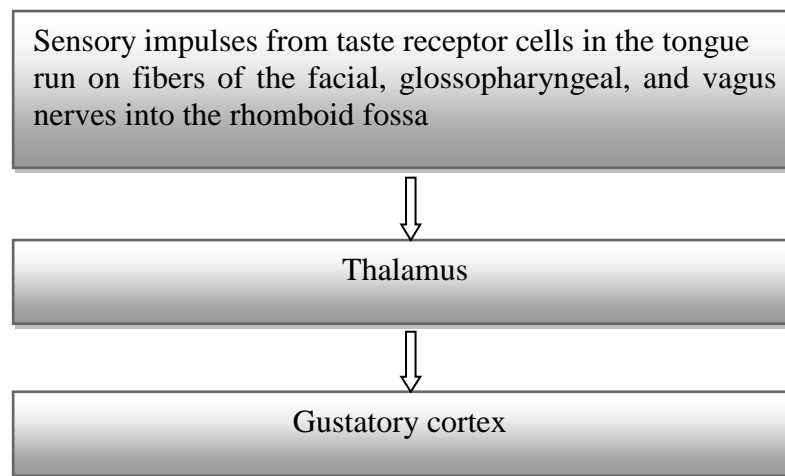 Sensory impulses from taste receptor cells in the tongue
run on fibers of the facial, glossopharyngeal, and vagus
nerves into the rhomboid fossa
Thalamus
Gustatory cortex